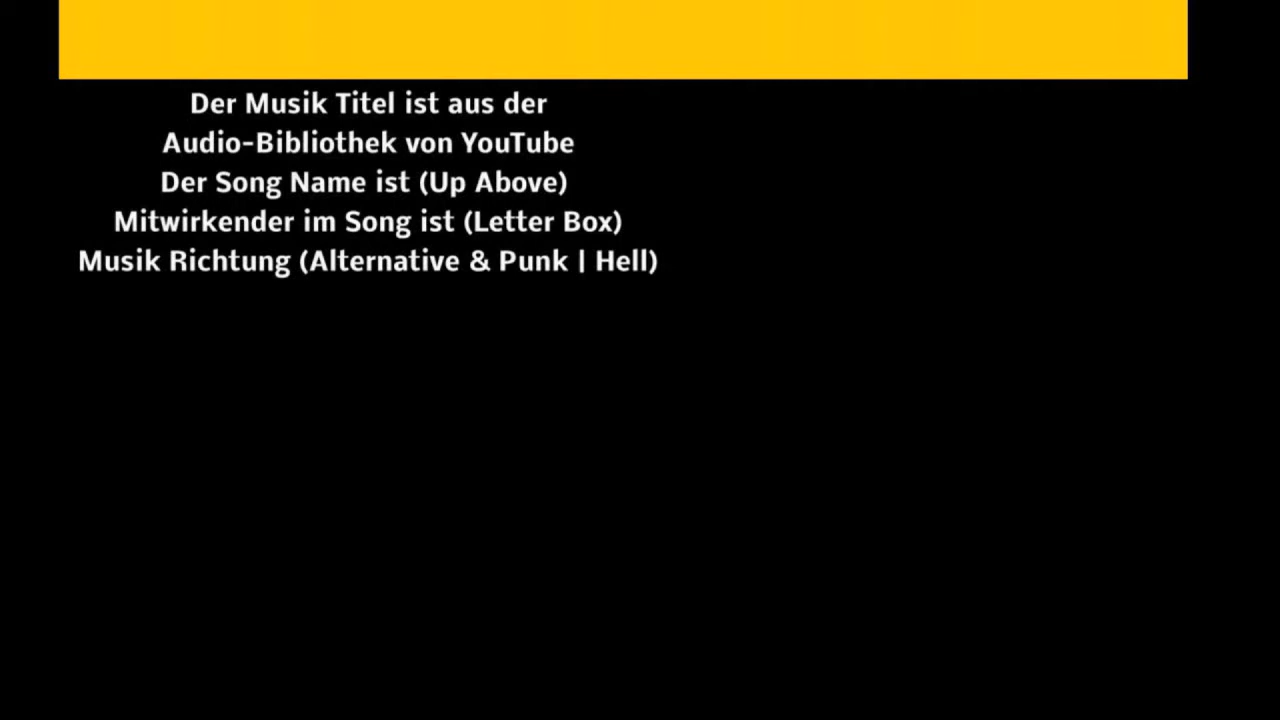 Der Musik Titel ist aus der
Audio-Bibliothek von YouTube
Der Song Name ist (Up Above)
Mitwirkender im Song ist (Letter Box)
Musik Richtung (Alternative & Punk | Hell)